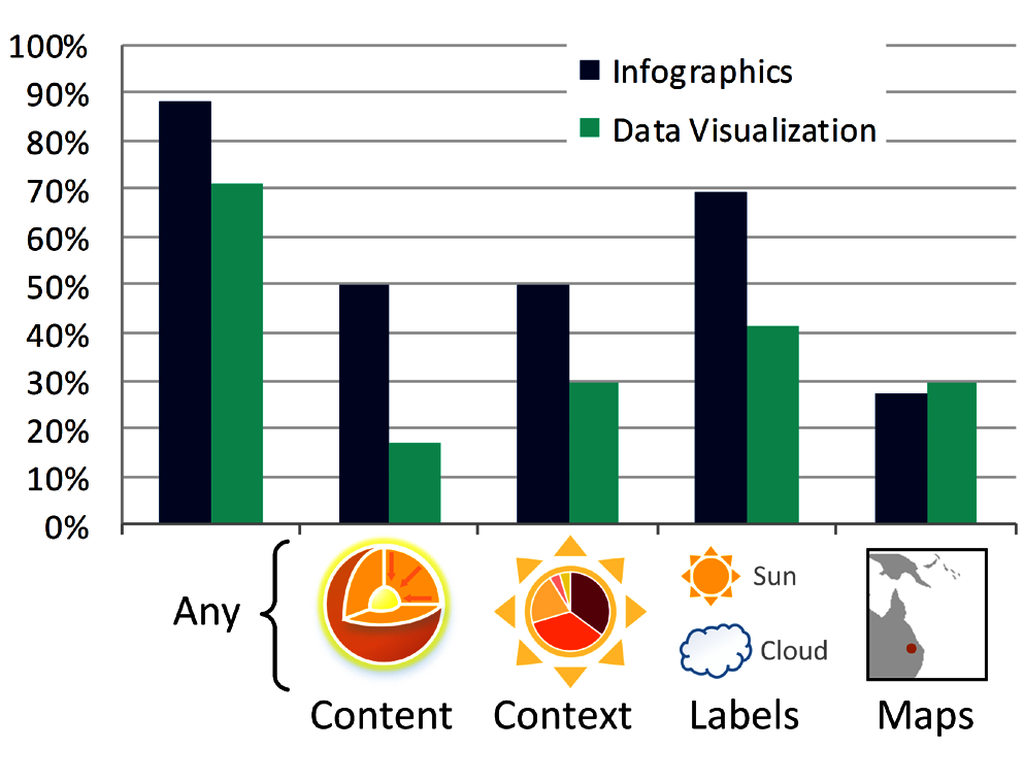 100%
90%
80%
70%
60%
50%
40%
30%
20%
10%
0%
Infographics
Data Visualization
Any
Sun
Cloud
Content
Context
Labels
Maps